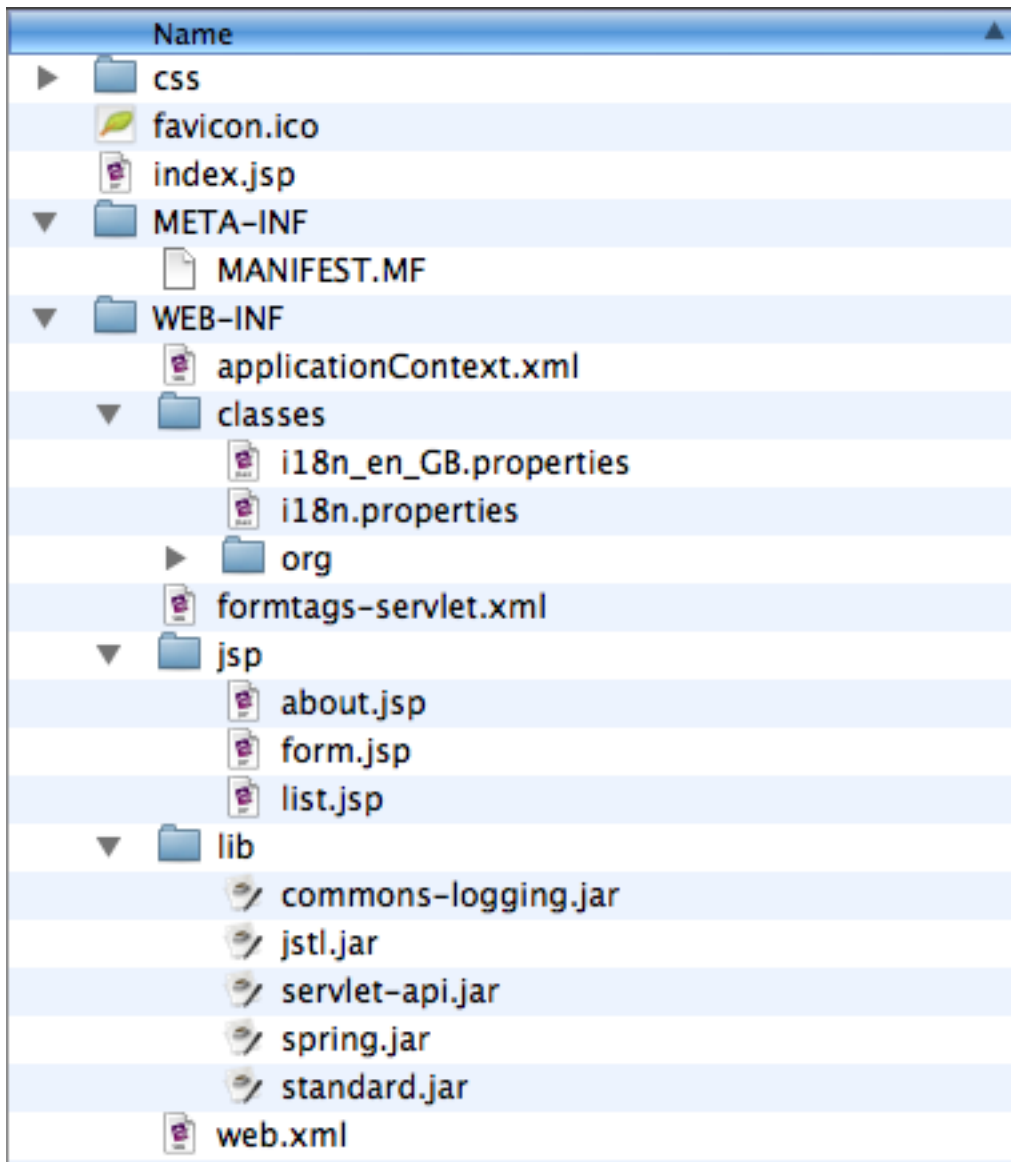 Name
css
favicon.ico
index.jsp
META-INF
MANIFEST.MF
WEB-INF
applicationContext.xml
classes
i18n_en_GB.properties
i18n.properties
org
formtags-servlet.xml
jsp
about.jsp
form.jsp
list.jsp
lib
commons-logging.jar
jstl.jar
servlet-api.jar
spring.jar
standard.jar
web.xml